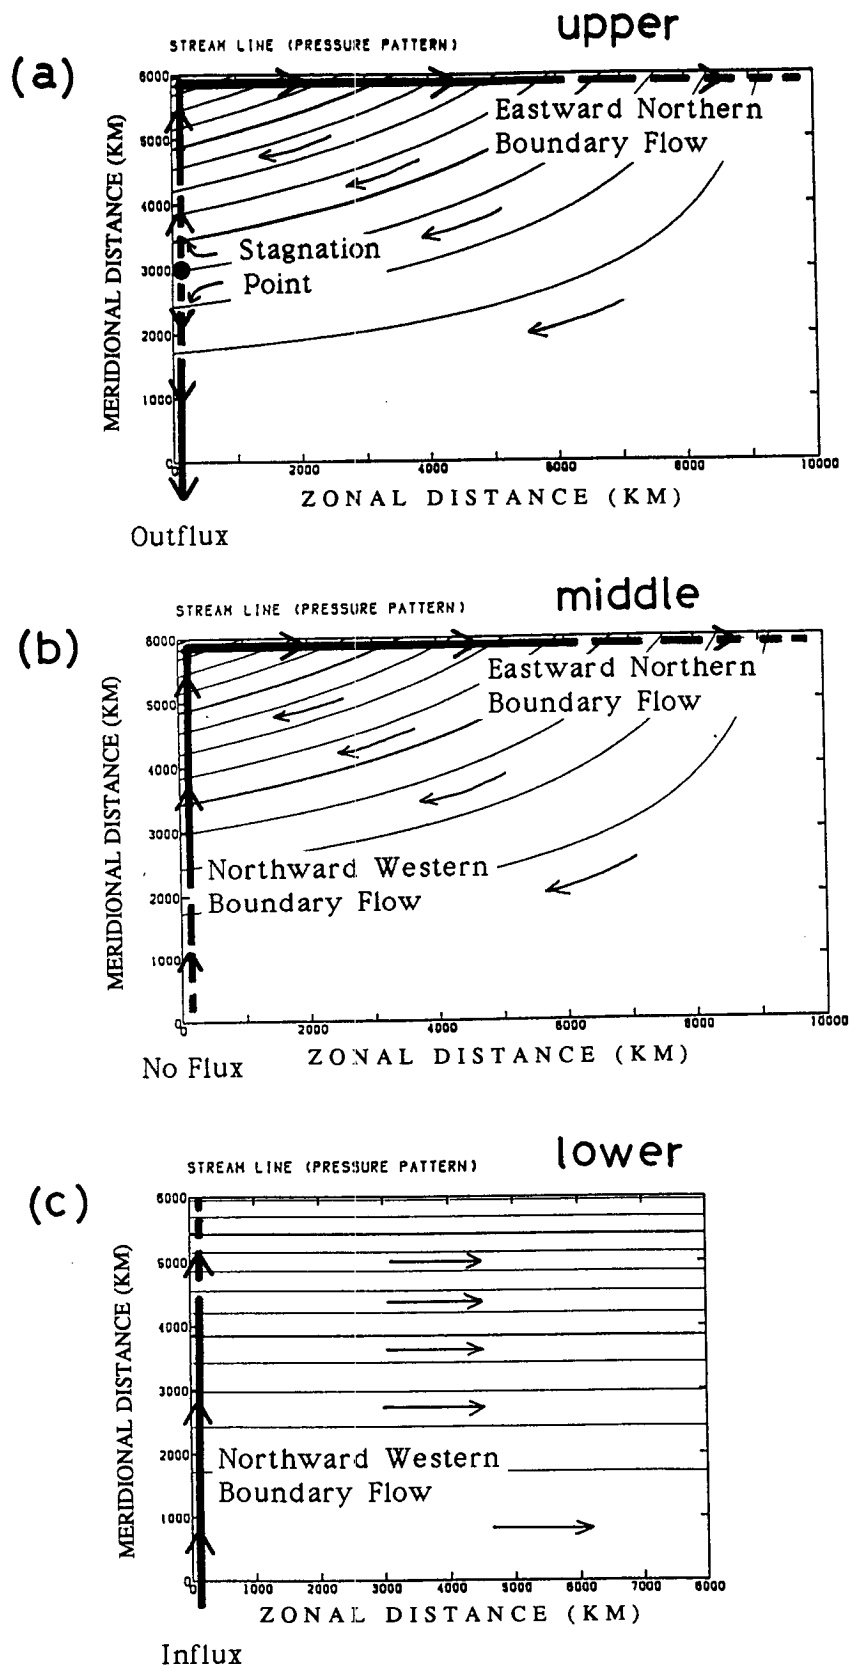 upper
STREAM LINE (PRESSURE PATTERN)
(a)
6000
5000
4000
3000
2000
1000
0
MERIDIONAL DISTANCE (KM)
Eastward Northern
Boundary Flow
Stagnation
Point
0
2000
4000
6000
8000
10000
ZONAL DISTANCE (KM)
Outflux
middle
STREAM LINE (PRESSURE PATTERN)
(b)
6000
5000
4000
3000
2000
1000
0
MERIDIONAL DISTANCE (KM)
Eastward Northern
Boundary Flow
Northward Western
Boundary Flow
0
2000
4000
6000
8000
10000
No Flux
ZONAL DISTANCE (KM)
lower
STREAM LINE (PRESSURE PATTERN)
(c)
6000
5000
4000
3000
2000
1000
0
MERIDIONAL DISTANCE (KM)
Northward Western
Boundary Flow
0
1000
2000
3000
4000
5000
6000
7000
ZONAL DISTANCE (KM)
Influx